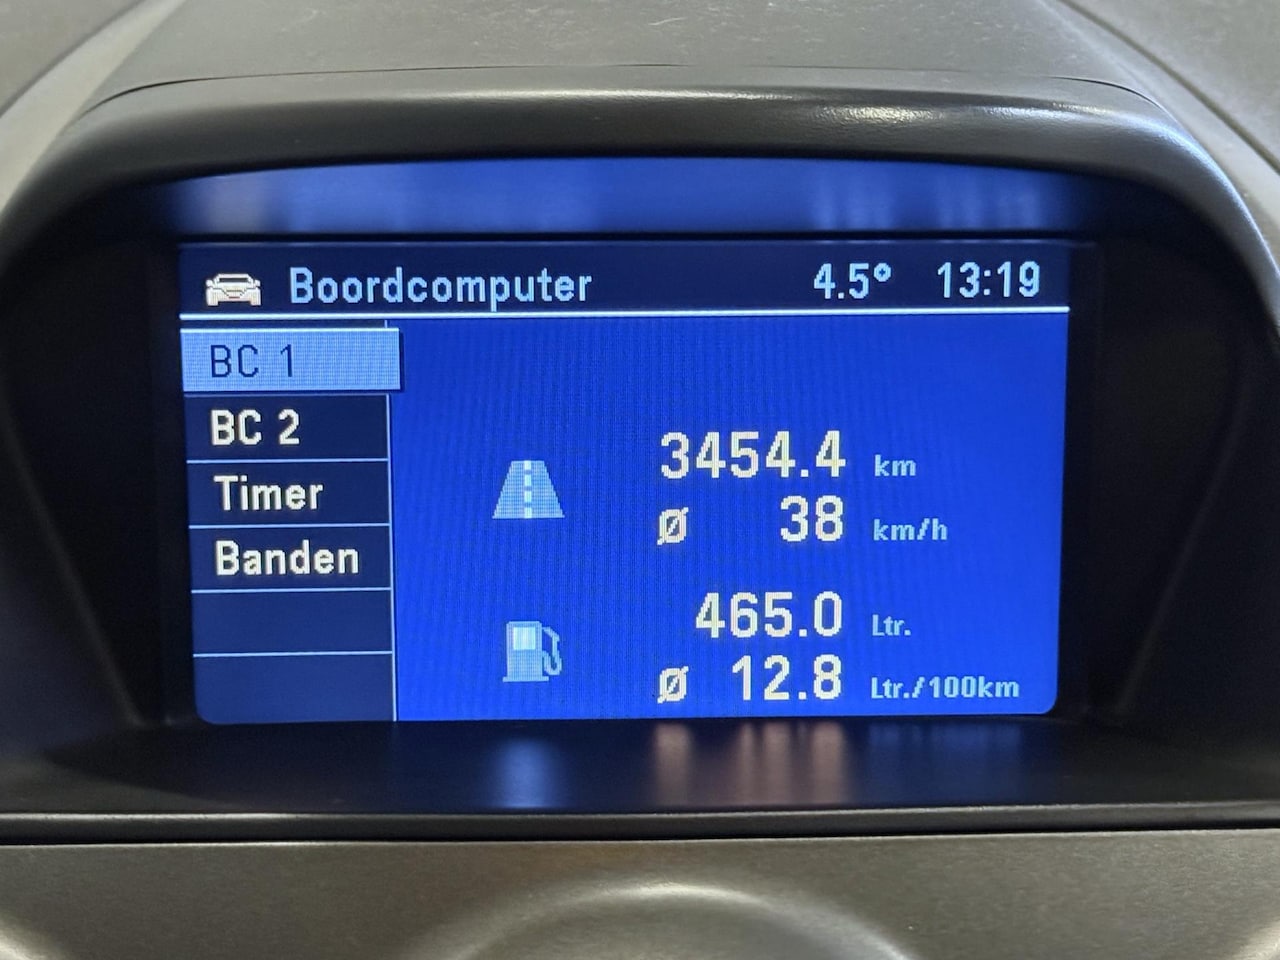 Boordcomputer 4.5° 13:19
BC 1
BC 2
Timer
Banden
3454.4 km
Ø 38 km/h
465.0 Ltr.
Ø 12.8 Ltr./100km